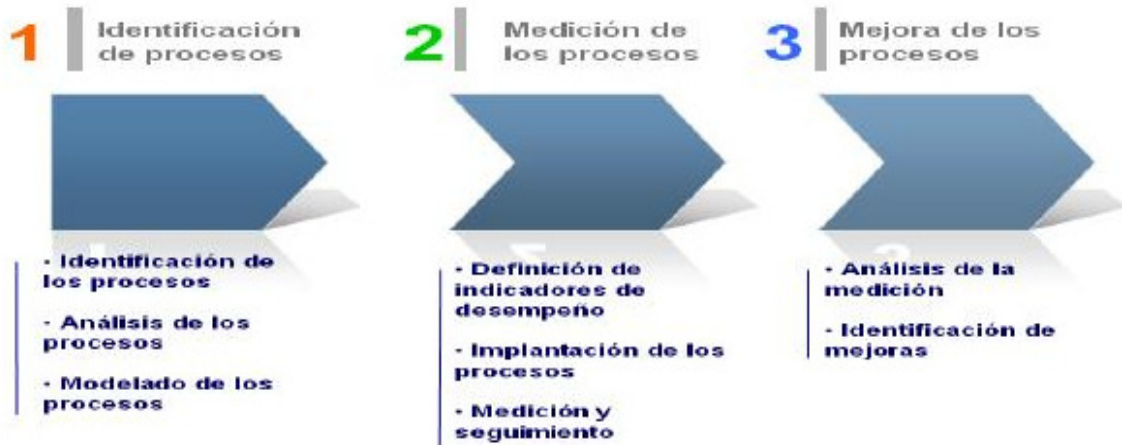 1
Identificación
de procesos
- Identificación de
los procesos
- Análisis de los
procesos
- Modelado de los
procesos
2
Medición de
los procesos
- Definición de
indicadores de
desempeño
- Implantación de los
procesos
- Medición y
seguimiento
3
Mejora de los
procesos
- Análisis de la
medición
- Identificación de
mejoras